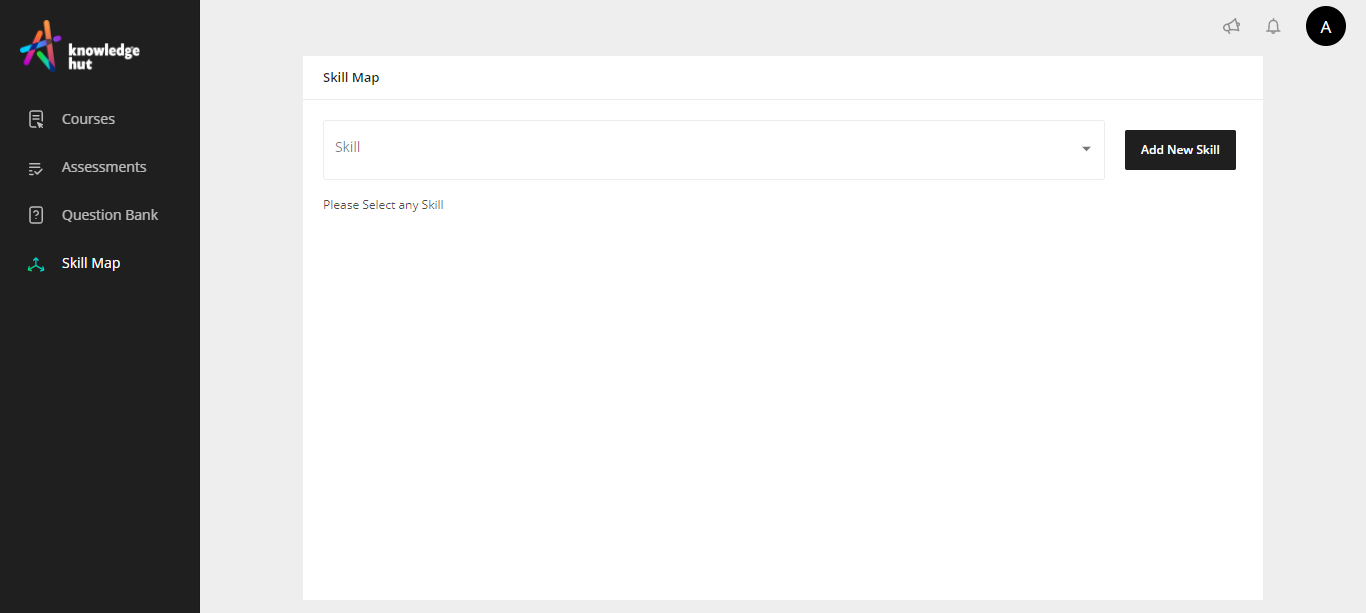 knowledge
hut
Courses
Assessments
Question Bank
Skill Map
A
Skill Map
Skill
Add New Skill
Please Select any Skill